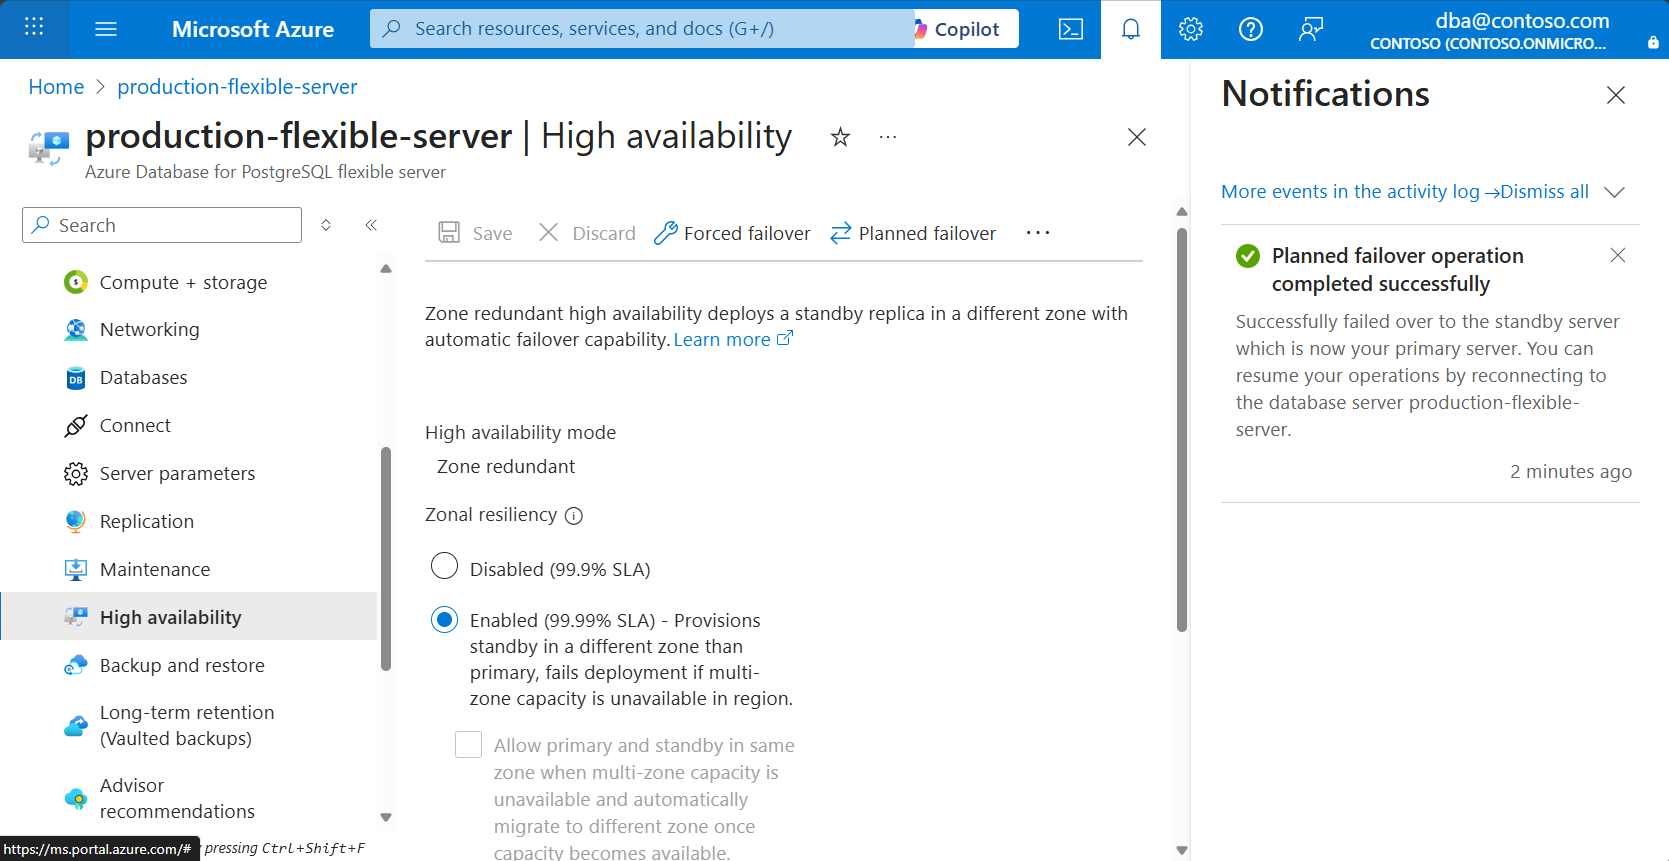 Microsoft Azure
Search resources, services, and docs (G+/)
Copilot
dba@contoso.com
CONTOSO (CONTOSO.ONMICRO...
Home > production-flexible-server
production-flexible-server | High availability
Azure Database for PostgreSQL flexible server
Search
Compute + storage
Networking
Databases
Connect
Server parameters
Replication
Maintenance
High availability
Backup and restore
Long-term retention
(Vaulted backups)
Advisor
recommendations
https://ms.portal.azure.com/#
pressing Ctrl+Shift+F
Save
Discard
Forced failover
Planned failover
Zone redundant high availability deploys a standby replica in a different zone with
automatic failover capability. Learn more
High availability mode
Zone redundant
Zonal resiliency
Disabled (99.9% SLA)
Enabled (99.99% SLA) - Provisions
standby in a different zone than
primary, fails deployment if multi-
zone capacity is unavailable in region.
Allow primary and standby in same
zone when multi-zone capacity is
unavailable and automatically
migrate to different zone once
capacity becomes available.
Notifications
More events in the activity log →
Dismiss all
Planned failover operation
completed successfully
Successfully failed over to the standby server
which is now your primary server. You can
resume your operations by reconnecting to
the database server production-flexible-
server.
2 minutes ago